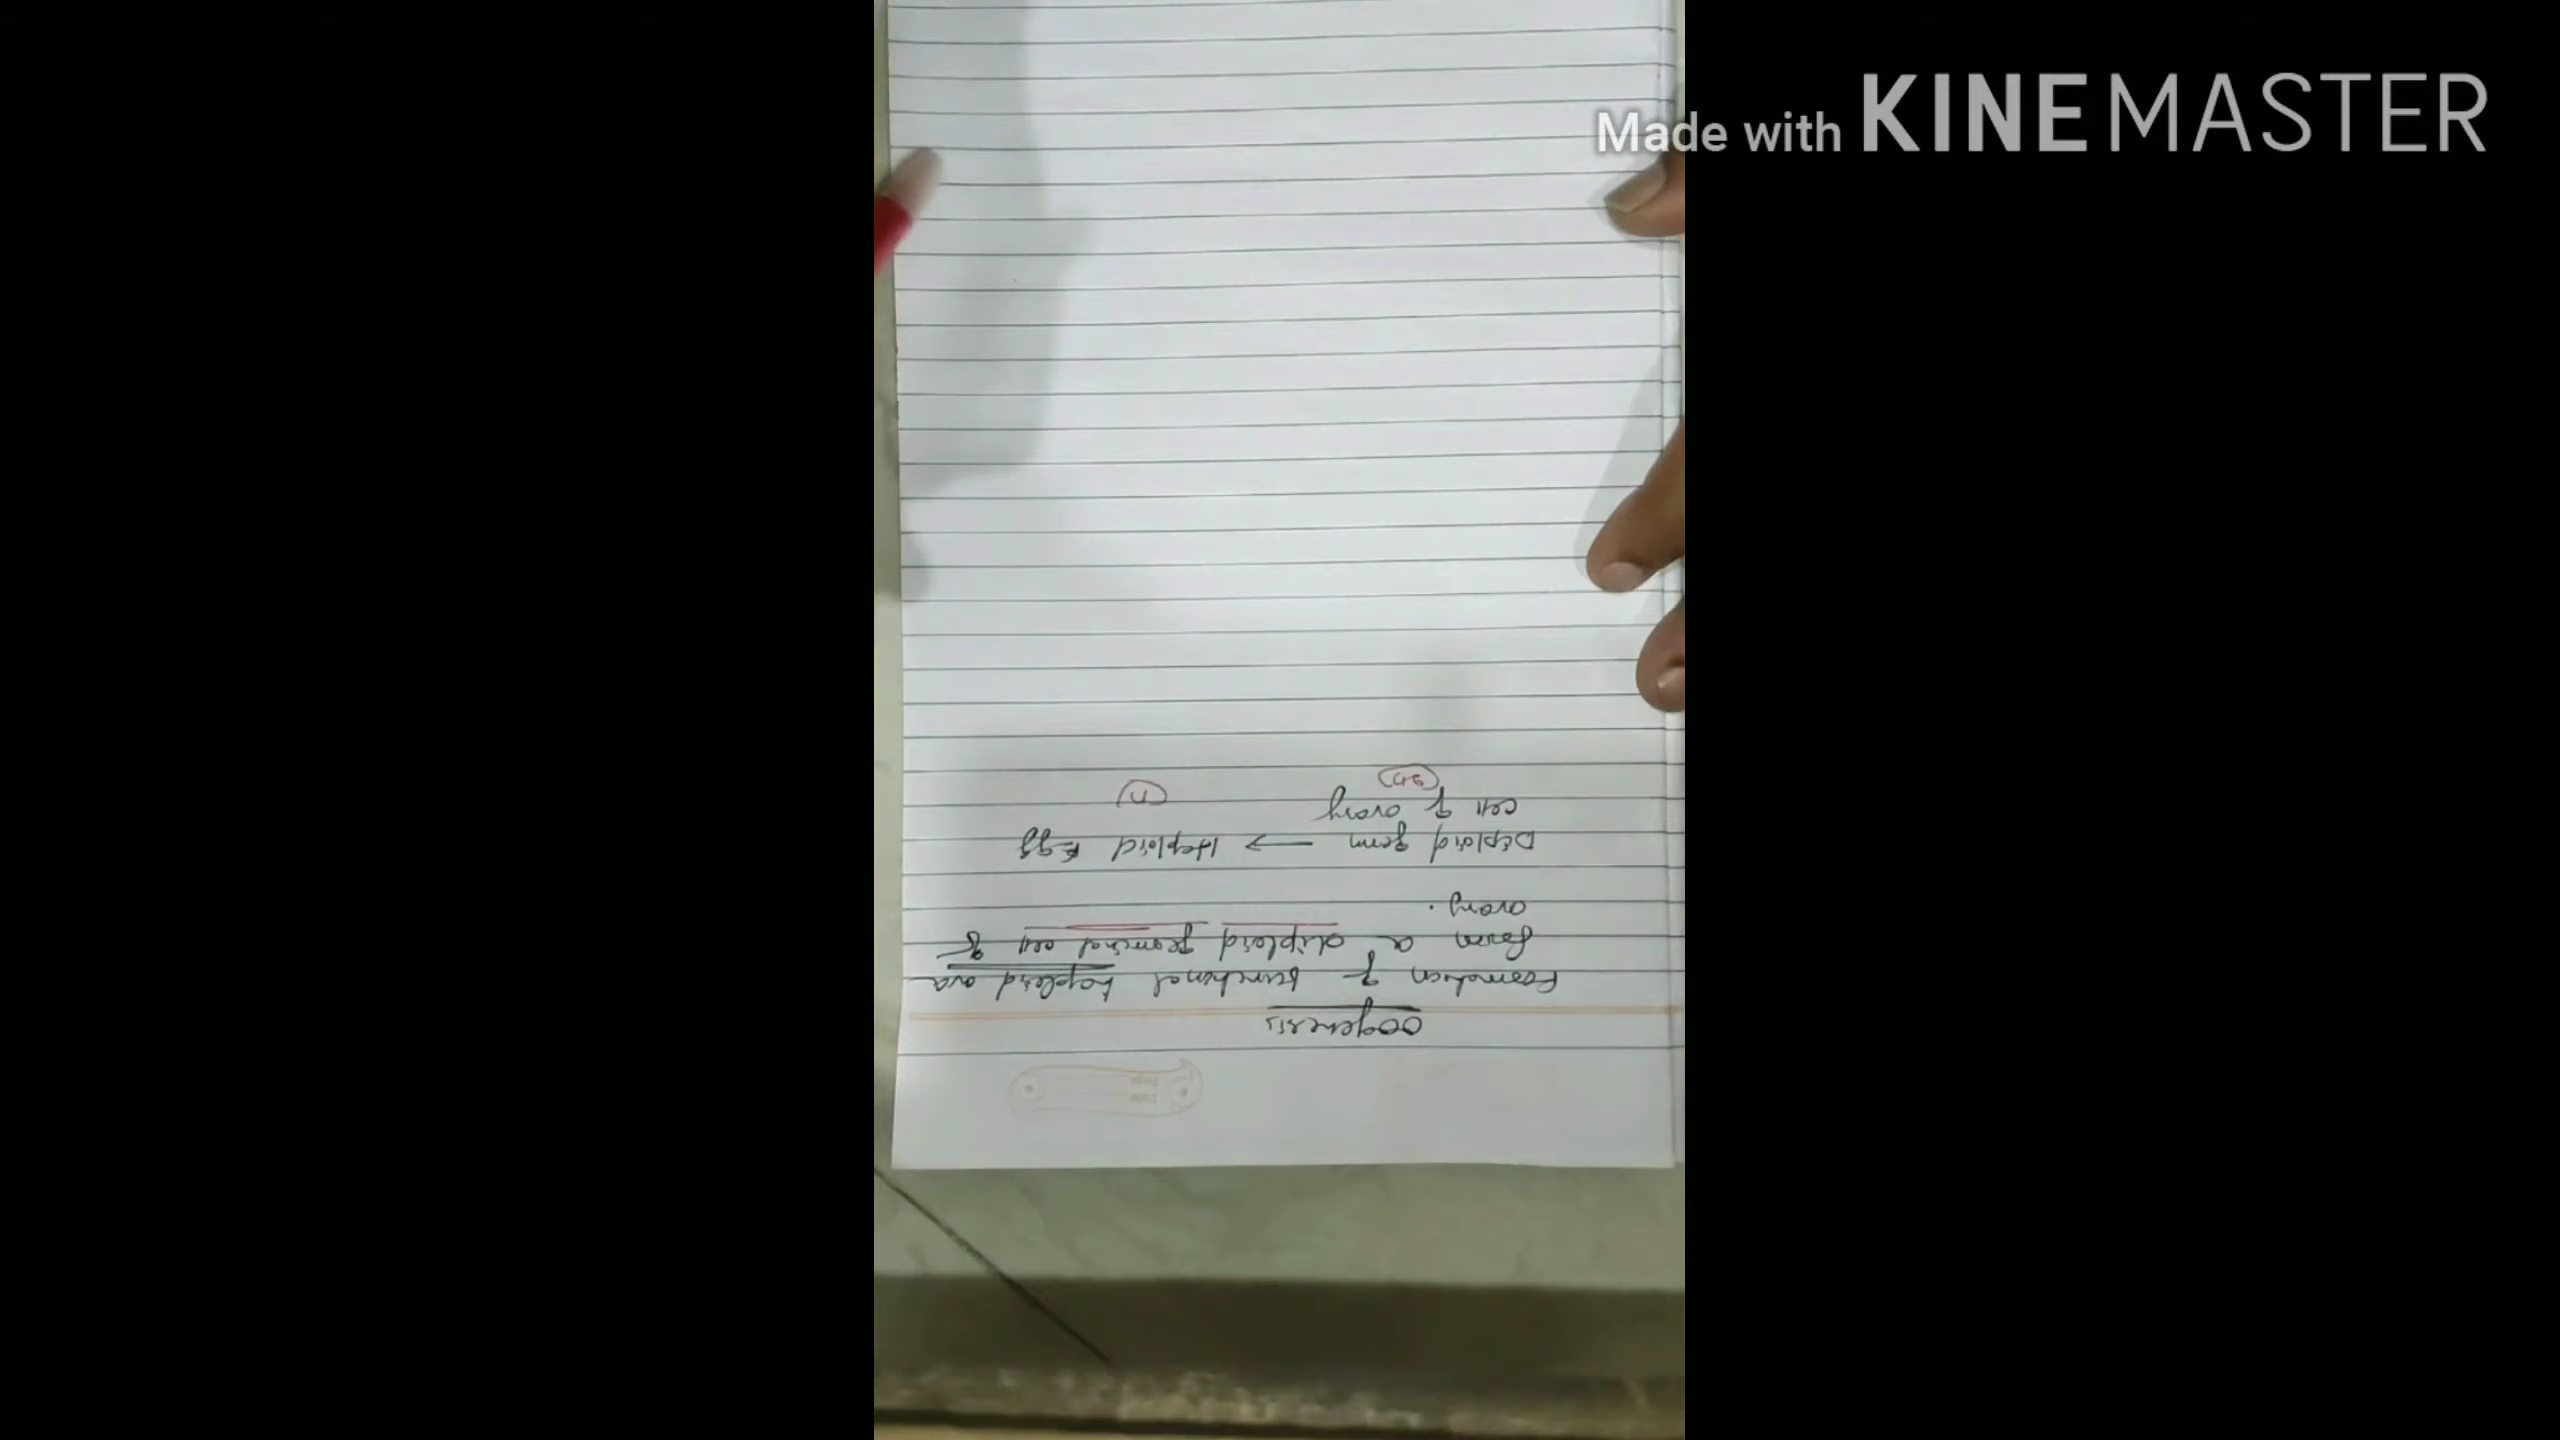 Made with KINEMASTER
Oogenesis
Formation of functional haploid ova
form a diploid germinal cell of
ovary.
Diploid germ → Haploid Egg
cell of ovary
(2n) (n)